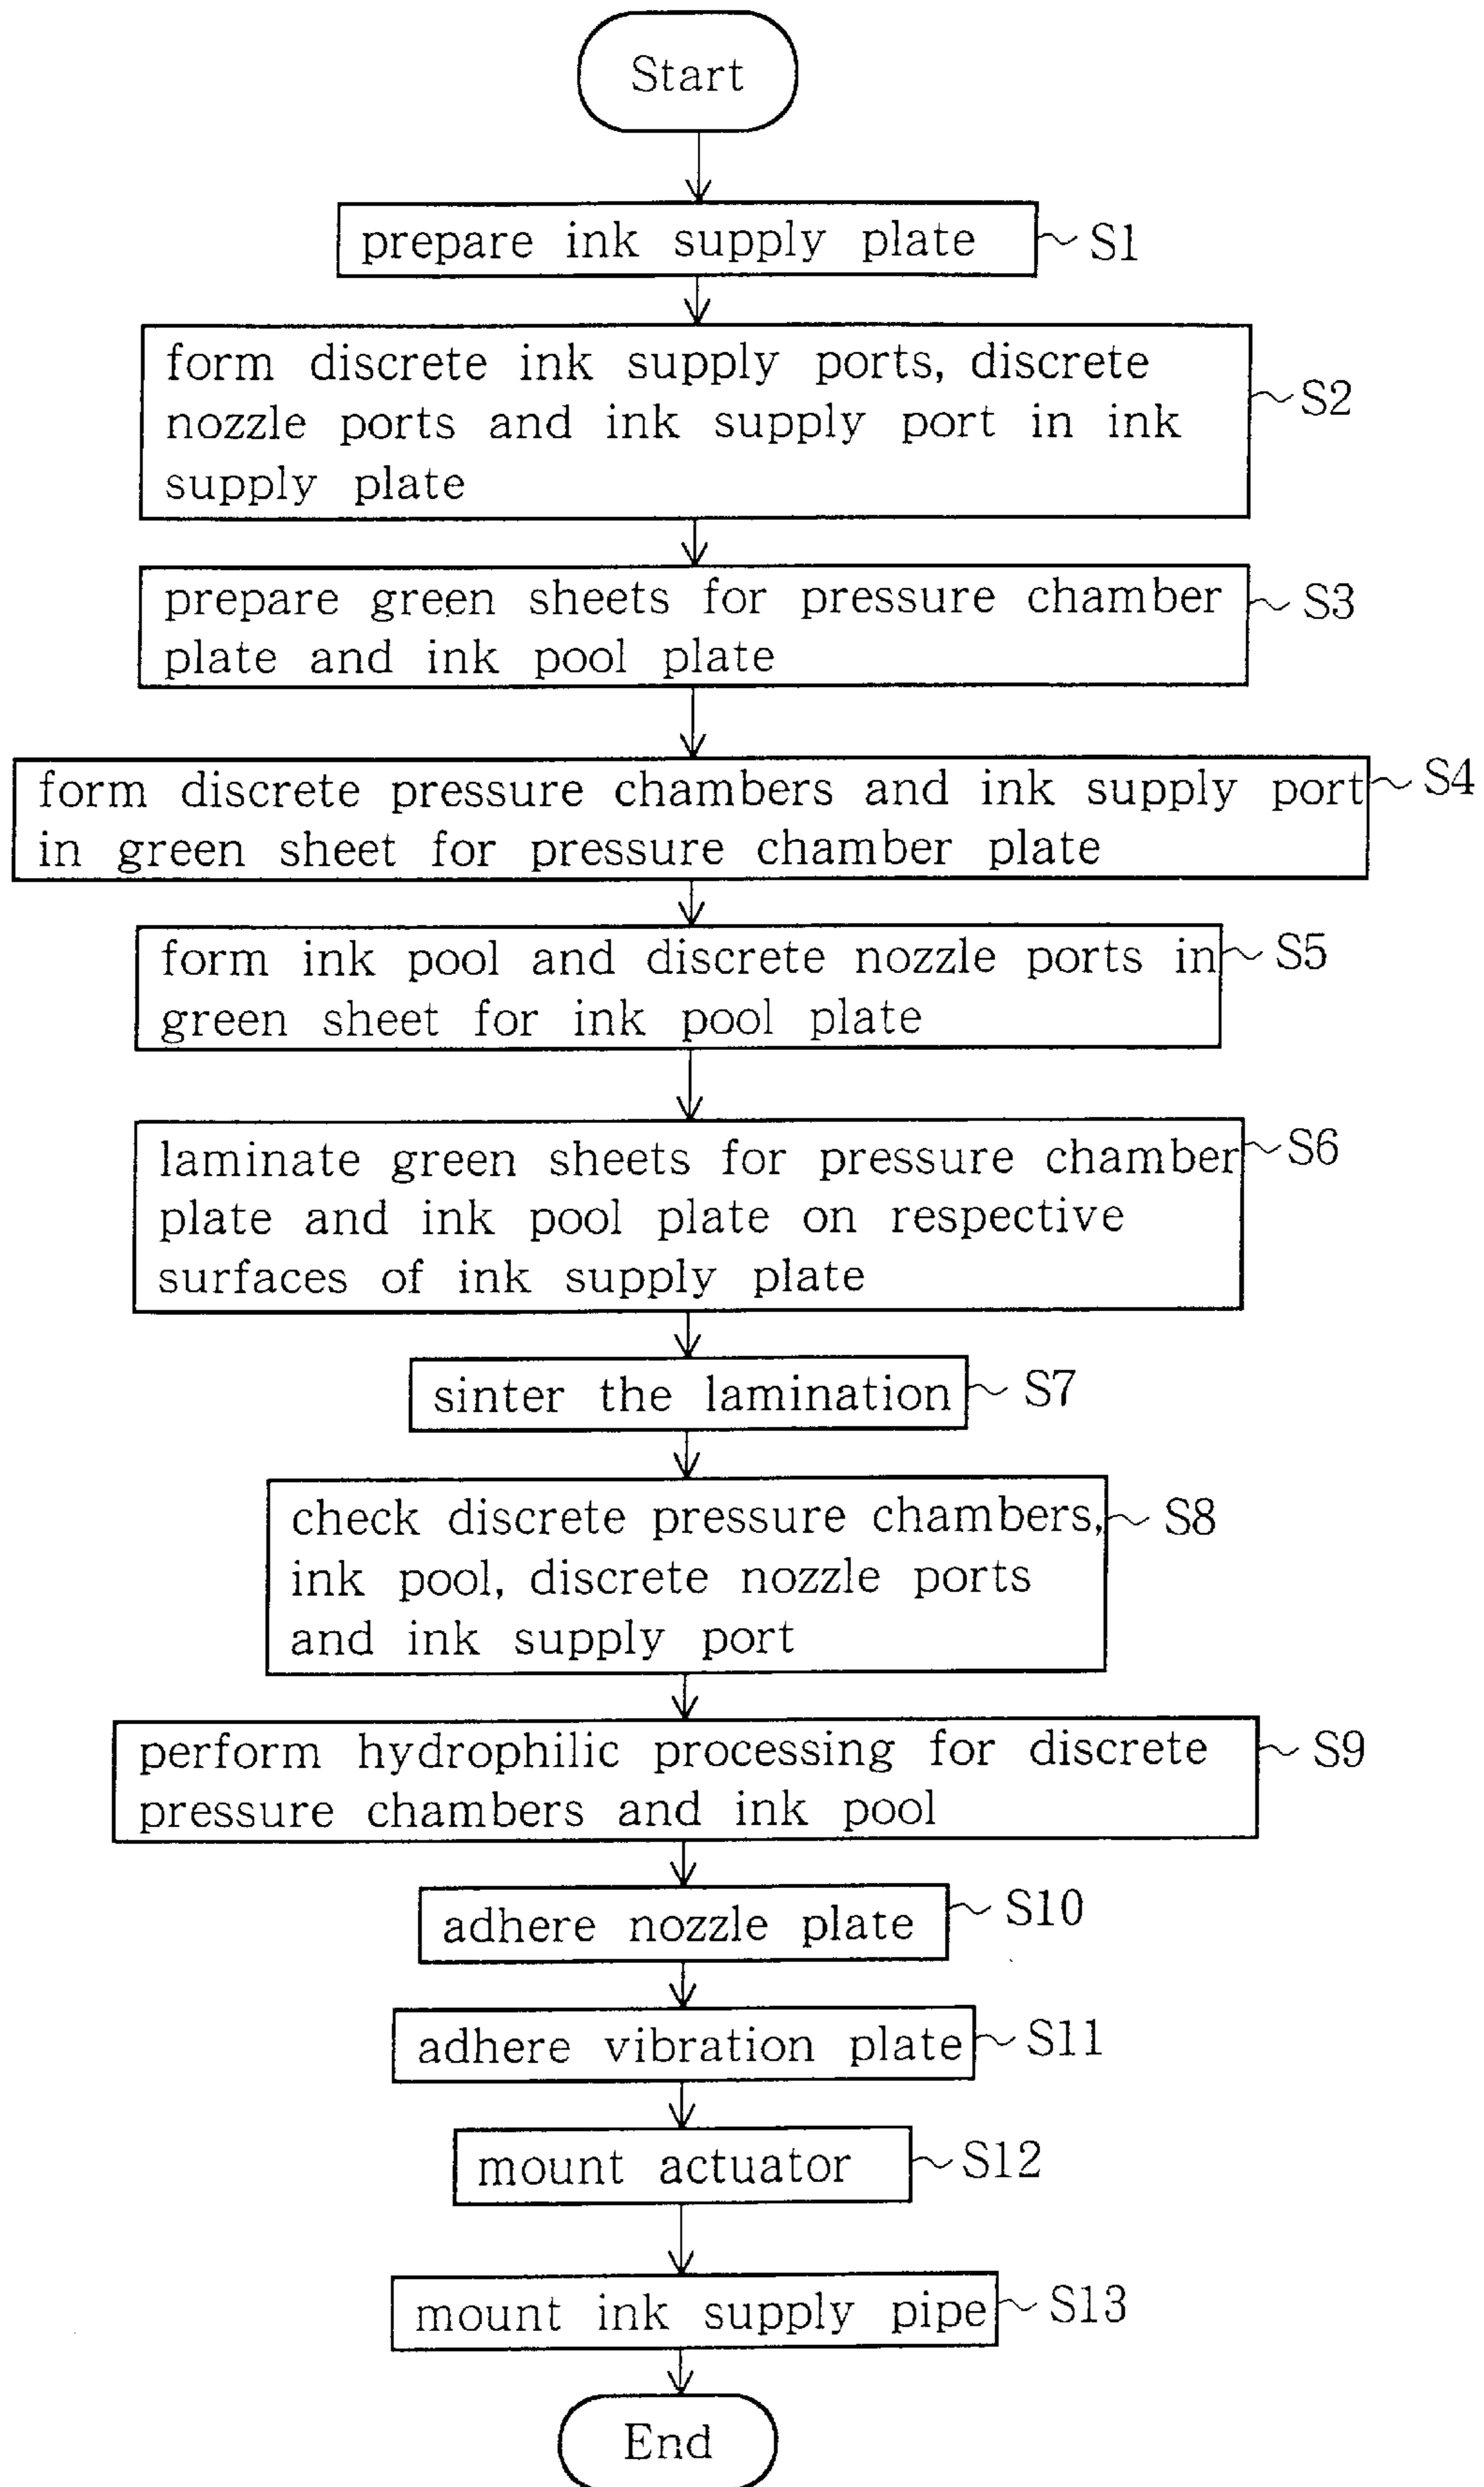 Start
prepare ink supply plate
S1
form discrete ink supply ports, discrete
nozzle ports and ink supply port in ink
supply plate
S2
prepare green sheets for pressure chamber
plate and ink pool plate
S3
form discrete pressure chambers and ink supply port
in green sheet for pressure chamber plate
S4
form ink pool and discrete nozzle ports in
green sheet for ink pool plate
S5
laminate green sheets for pressure chamber
plate and ink pool plate on respective
surfaces of ink supply plate
S6
sinter the lamination
S7
check discrete pressure chambers,
ink pool, discrete nozzle ports
and ink supply port
S8
perform hydrophilic processing for discrete
pressure chambers and ink pool
S9
adhere nozzle plate
S10
adhere vibration plate
S11
mount actuator
S12
mount ink supply pipe
S13
End